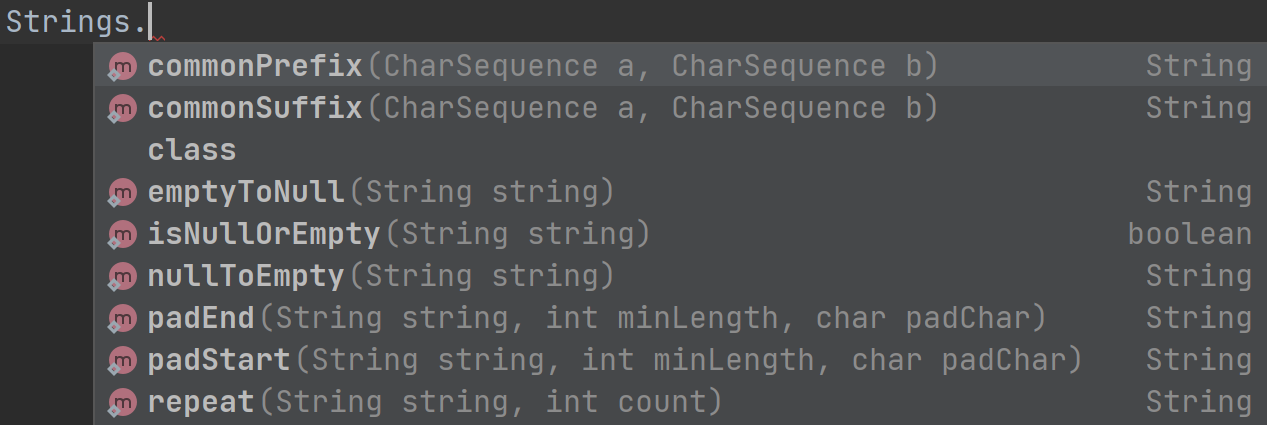 Strings.
commonPrefix(CharSequence a, CharSequence b) String
commonSuffix(CharSequence a, CharSequence b) String
class
emptyToNull(String string) String
isNullOrEmpty(String string) boolean
nullToEmpty(String string) String
padEnd(String string, int minLength, char padChar) String
padStart(String string, int minLength, char padChar) String
repeat(String string, int count) String